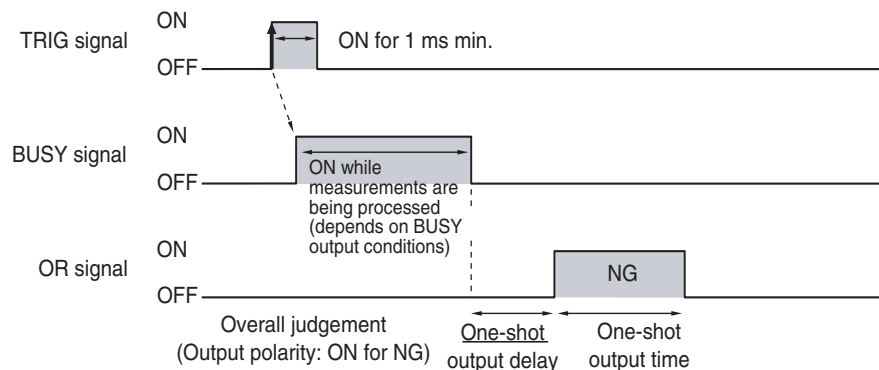 ON
TRIG signal
ON for 1 ms min.
OFF
ON
BUSY signal
ON while
measurements are
being processed
(depends on BUSY
output conditions)
OFF
ON
OR signal
NG
OFF
Overall judgement
(Output polarity: ON for NG)
One-shot
output delay
One-shot
output time